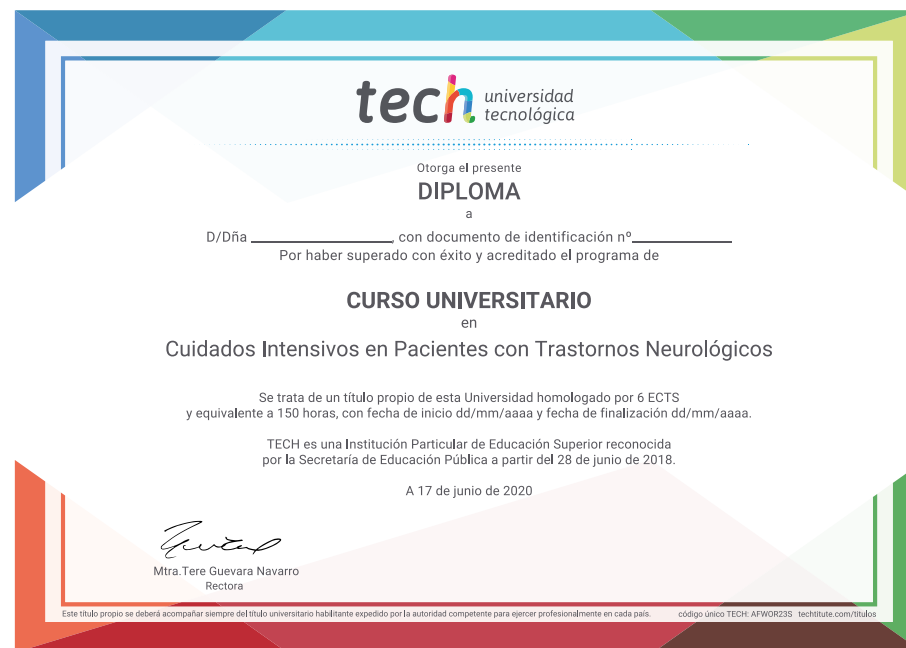 tech universidad
tecnológica
Otorga el presente
DIPLOMA
a
D/Dña ____________, con documento de identificación nº____________
Por haber superado con éxito y acreditado el programa de
CURSO UNIVERSITARIO
en
Cuidados Intensivos en Pacientes con Trastornos Neurológicos
Se trata de un título propio de esta Universidad homologado por 6 ECTS
y equivalente a 150 horas, con fecha de inicio dd/mm/aaaa y fecha de finalización dd/mm/aaaa.
TECH es una Institución Particular de Educación Superior reconocida
por la Secretaría de Educación Pública a partir del 28 de junio de 2018.
A 17 de junio de 2020
Mtra.Tere Guevara Navarro
Rectora
Este título propio se deberá acompañar siempre del título universitario habilitante expedido por la autoridad competente para ejercer profesionalmente en cada país. código único TECH: AFWOR23S techtitute.com/titulos